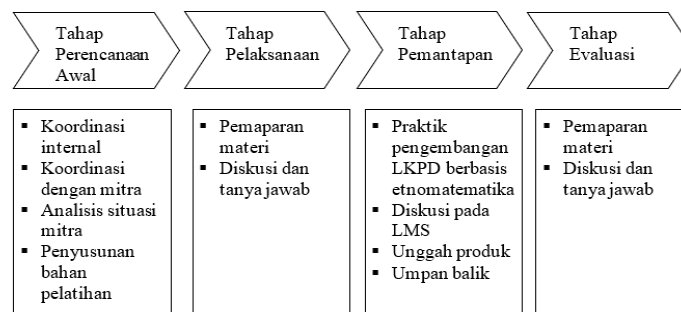 Tahap
Perencanaan
Awal
Tahap
Pelaksanaan
Tahap
Pemantapan
Tahap
Evaluasi
▪ Koordinasi
internal
▪ Koordinasi
dengan mitra
▪ Analisis situasi
mitra
▪ Penyusunan
bahan
pelatihan
▪ Pemaparan
materi
▪ Diskusi dan
tanya jawab
▪ Praktik
pengembangan
LKPD berbasis
etnomatematika
▪ Diskusi pada
LMS
▪ Unggah produk
▪ Umpan balik
▪ Pemaparan
materi
▪ Diskusi dan
tanya jawab